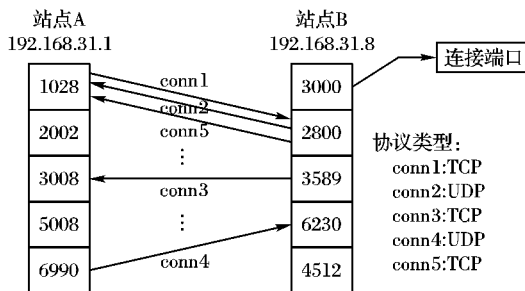 站点A
192.168.31.1
站点B
192.168.31.8
连接端口
1028
2002
3008
5008
6990
conn1
conn2
conn5
⋮
conn3
⋮
conn4
3000
2800
3589
6230
4512
协议类型：
conn1:TCP
conn2:UDP
conn3:TCP
conn4:UDP
conn5:TCP